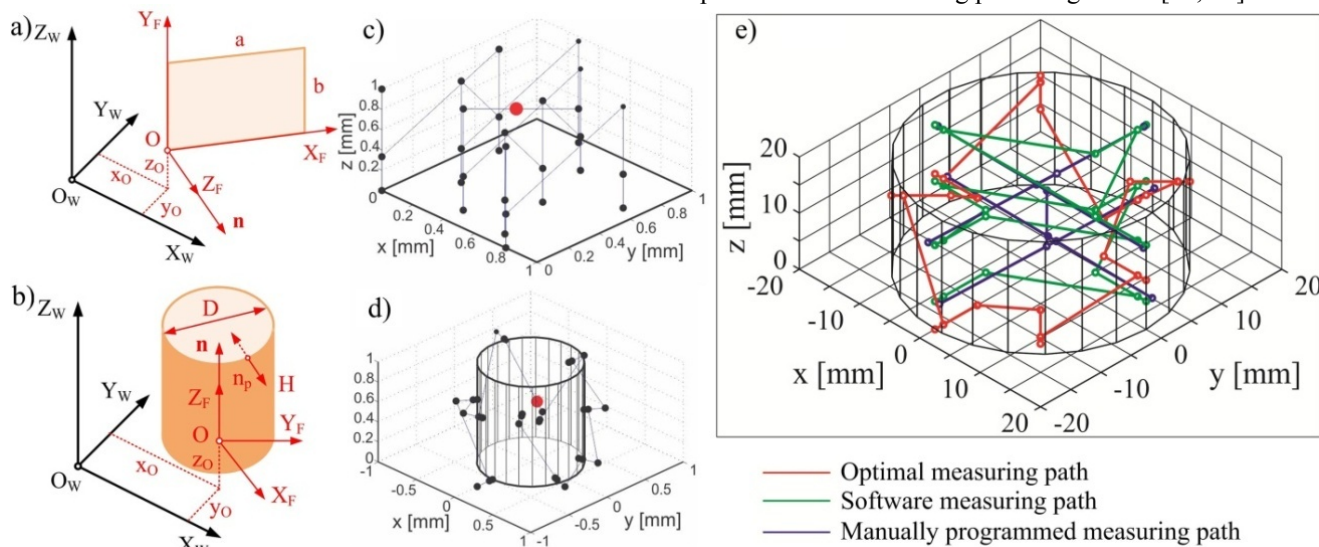 a)
Z_W
Y_F
a
b
Y_W
O
X_F
z_O
x_O
Z_F
O_W
y_O
n
X_W
b)
Z_W
D
n
n_p
H
Y_W
Z_F
O
Y_F
x_O
z_O
O_W
X_F
y_O
c)
z [mm]
1
0.8
0.6
0.4
0.2
0
0
0.2
0.4
0.6
0.8
1
x [mm]
0
0.2
0.4
0.6
0.8
1
y [mm]
d)
1
0.8
0.6
0.4
0.2
0
-1
-0.5
0
0.5
1
x [mm]
-1
-0.5
0
0.5
1
y [mm]
e)
z [mm]
20
10
0
-20
-10
0
10
20
x [mm]
-20
-10
0
10
20
y [mm]
Optimal measuring path
Software measuring path
Manually programmed measuring path